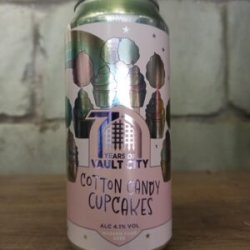 7
YEARS OF
VAULT CITY
COTTON CANDY
CUPCAKES
ALC 4.1% VOL